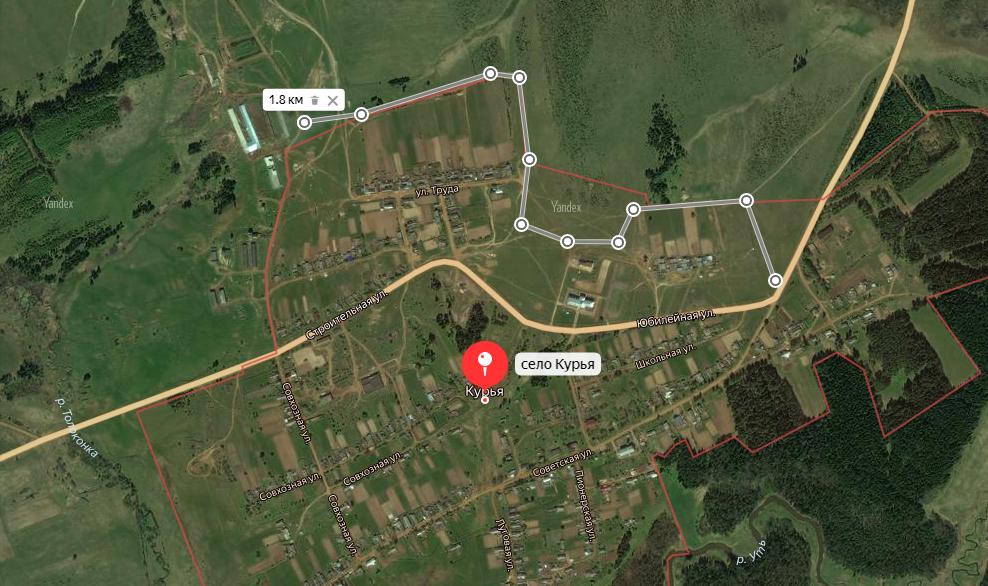 1.8 км
ул. Труда
Yandex
Yandex
Строительная ул.
Юбилейная ул.
Школьная ул.
село Курья
Курья
р. Толоконка
Совхозная ул.
Совхозная ул.
Совхозная ул.
Советская ул.
Совхозная ул.
Пионерская ул.
Луговая ул.
р. Уть